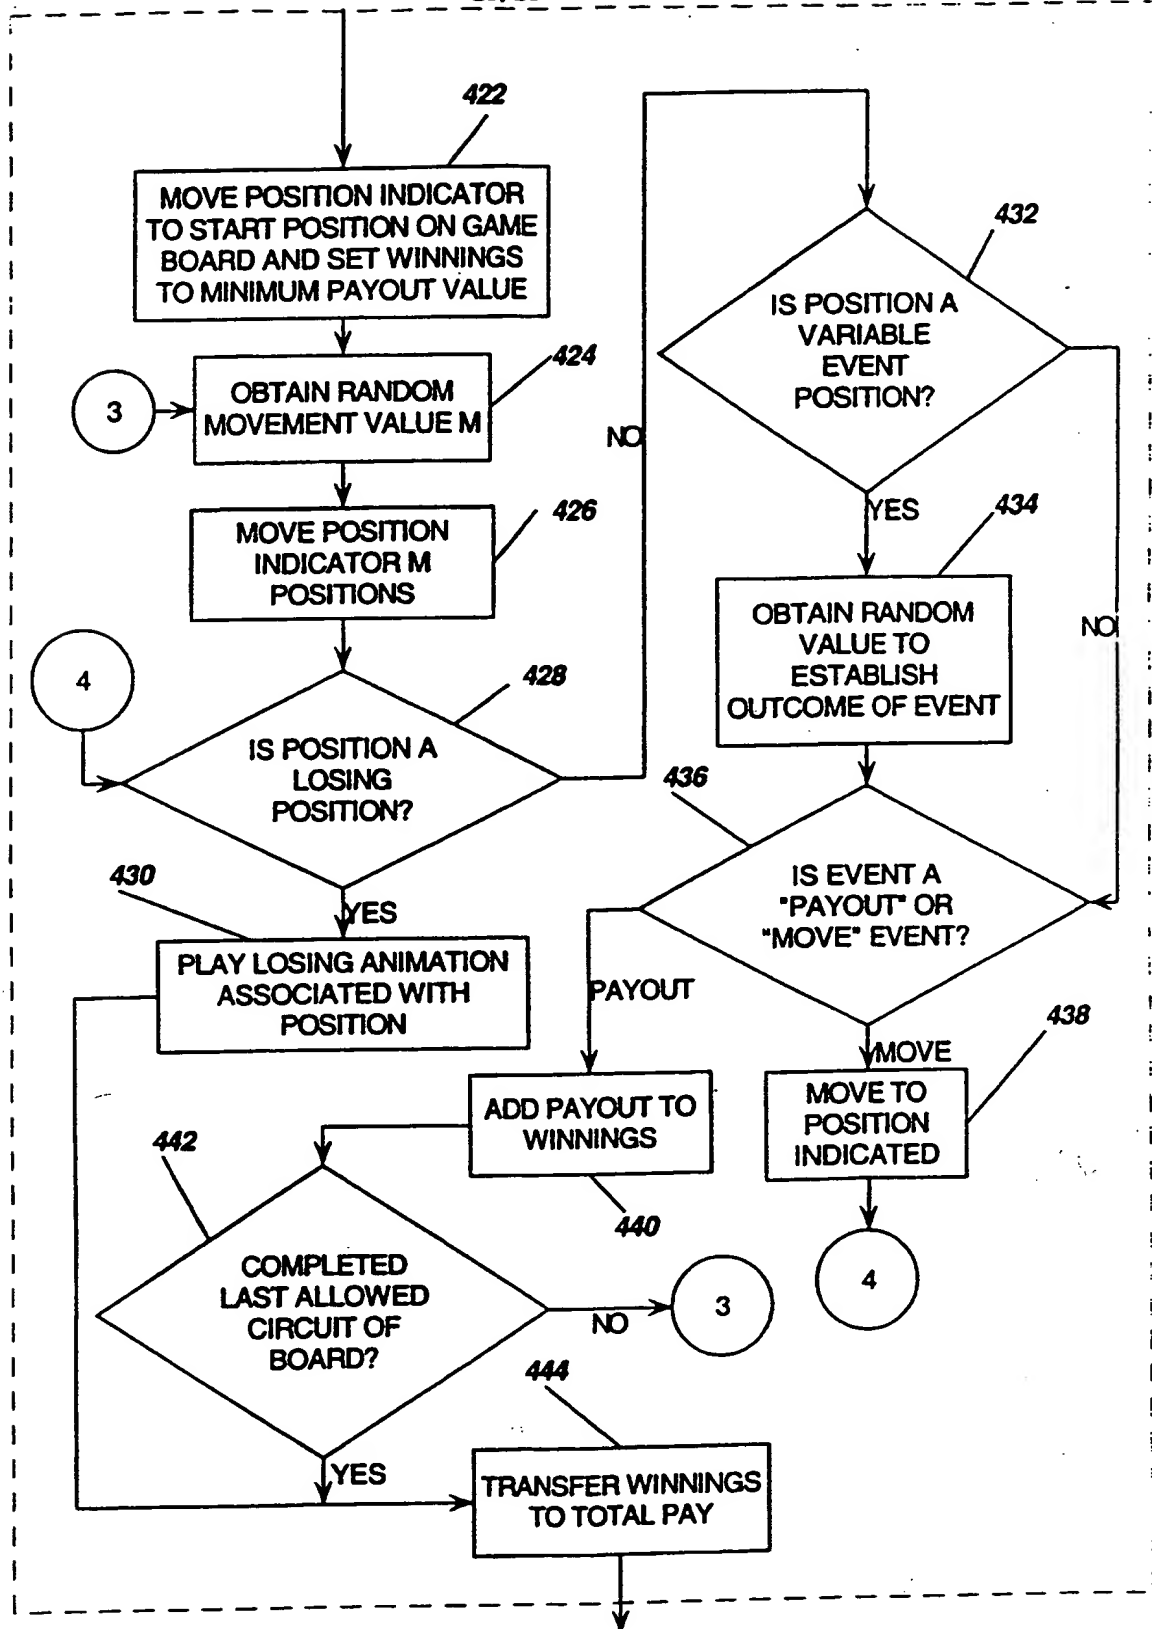 422
MOVE POSITION INDICATOR
TO START POSITION ON GAME
BOARD AND SET WINNINGS
TO MINIMUM PAYOUT VALUE
424
3
OBTAIN RANDOM
MOVEMENT VALUE M
426
MOVE POSITION
INDICATOR M
POSITIONS
4
428
IS POSITION A
LOSING
POSITION?
NO
YES
430
PLAY LOSING ANIMATION
ASSOCIATED WITH
POSITION
432
IS POSITION A
VARIABLE
EVENT
POSITION?
YES
NO
434
OBTAIN RANDOM
VALUE TO
ESTABLISH
OUTCOME OF EVENT
436
IS EVENT A
"PAYOUT" OR
"MOVE" EVENT?
PAYOUT
MOVE
438
MOVE TO
POSITION
INDICATED
4
ADD PAYOUT TO
WINNINGS
440
442
COMPLETED
LAST ALLOWED
CIRCUIT OF
BOARD?
NO
3
YES
444
TRANSFER WINNINGS
TO TOTAL PAY